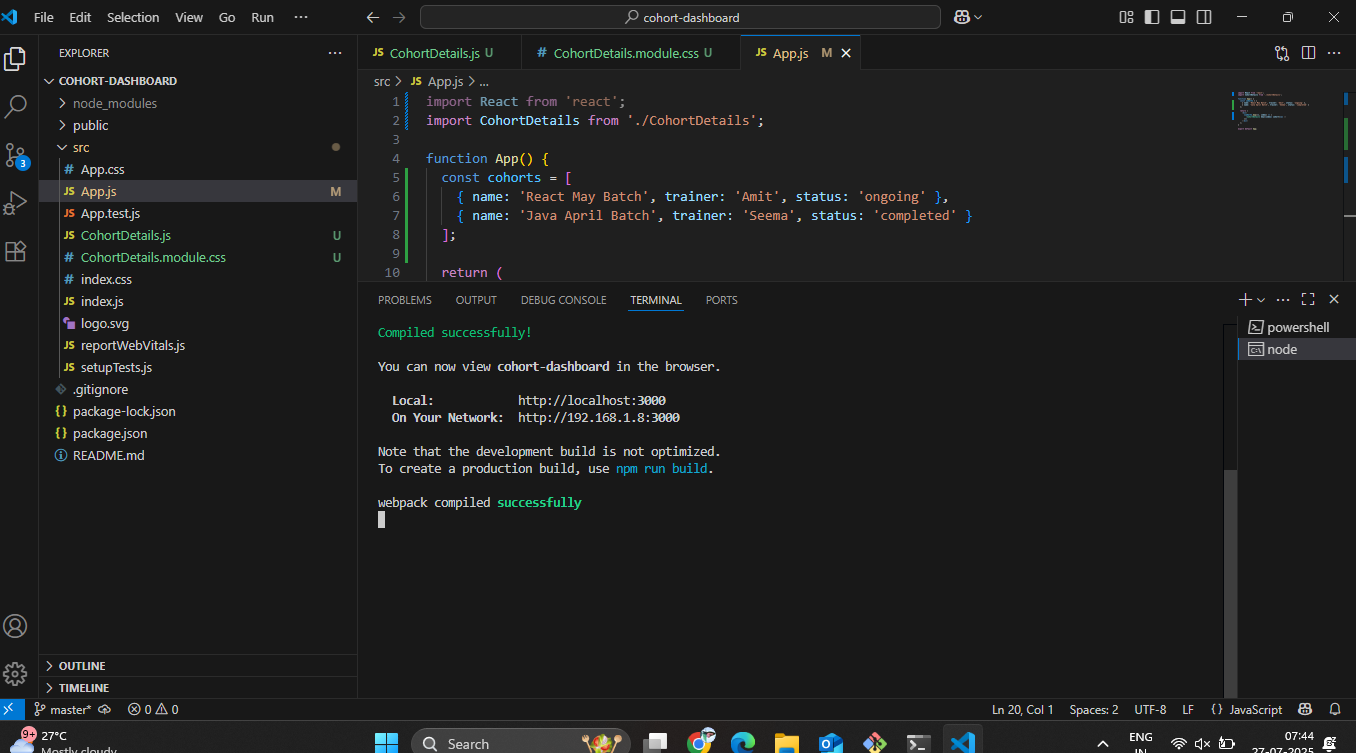 File Edit Selection View Go Run ···
cohort-dashboard
EXPLORER
COHORT-DASHBOARD
node_modules
public
src
# App.css
JS App.js M
JS App.test.js
JS CohortDetails.js U
# CohortDetails.module.css U
# index.css
JS index.js
logo.svg
JS reportWebVitals.js
JS setupTests.js
.gitignore
{} package-lock.json
{} package.json
README.md
OUTLINE
TIMELINE
3
JS CohortDetails.js U
# CohortDetails.module.css U
JS App.js M
src > JS App.js > ...
1 import React from 'react';
2 import CohortDetails from './CohortDetails';
3
4 function App() {
5 const cohorts = [
6 { name: 'React May Batch', trainer: 'Amit', status: 'ongoing' },
7 { name: 'Java April Batch', trainer: 'Seema', status: 'completed' }
8 ];
9
10 return (
PROBLEMS OUTPUT DEBUG CONSOLE TERMINAL PORTS
Compiled successfully!
You can now view cohort-dashboard in the browser.
Local: http://localhost:3000
On Your Network: http://192.168.1.8:3000
Note that the development build is not optimized.
To create a production build, use npm run build.
webpack compiled successfully
powershell
node
master* 0 0
Ln 20, Col 1 Spaces: 2 UTF-8 LF {} JavaScript
9+
27°C
Mostly cloudy
Search
ENG
IN
07:44
27-07-2025